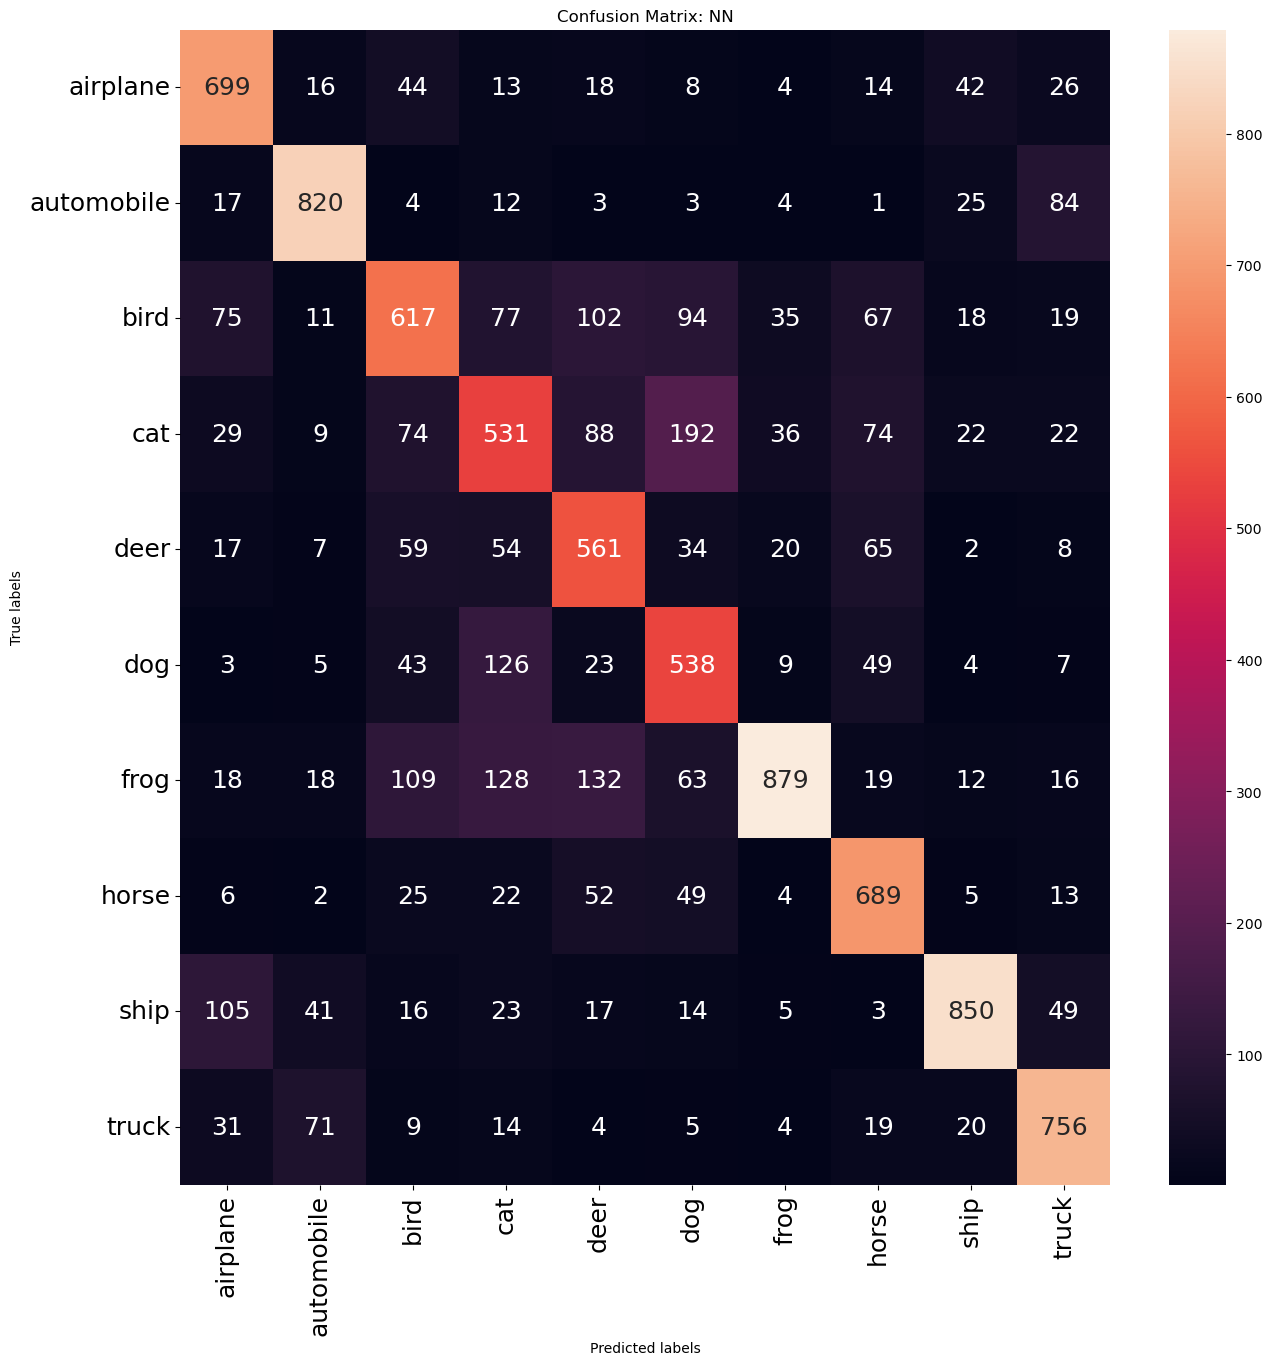 Confusion Matrix: NN
airplane 699 16 44 13 18 8 4 14 42 26
automobile 17 820 4 12 3 3 4 1 25 84
bird 75 11 617 77 102 94 35 67 18 19
cat 29 9 74 531 88 192 36 74 22 22
deer 17 7 59 54 561 34 20 65 2 8
dog 3 5 43 126 23 538 9 49 4 7
frog 18 18 109 128 132 63 879 19 12 16
horse 6 2 25 22 52 49 4 689 5 13
ship 105 41 16 23 17 14 5 3 850 49
truck 31 71 9 14 4 5 4 19 20 756
airplane automobile bird cat deer dog frog horse ship truck
True labels
Predicted labels
800
700
600
500
400
300
200
100